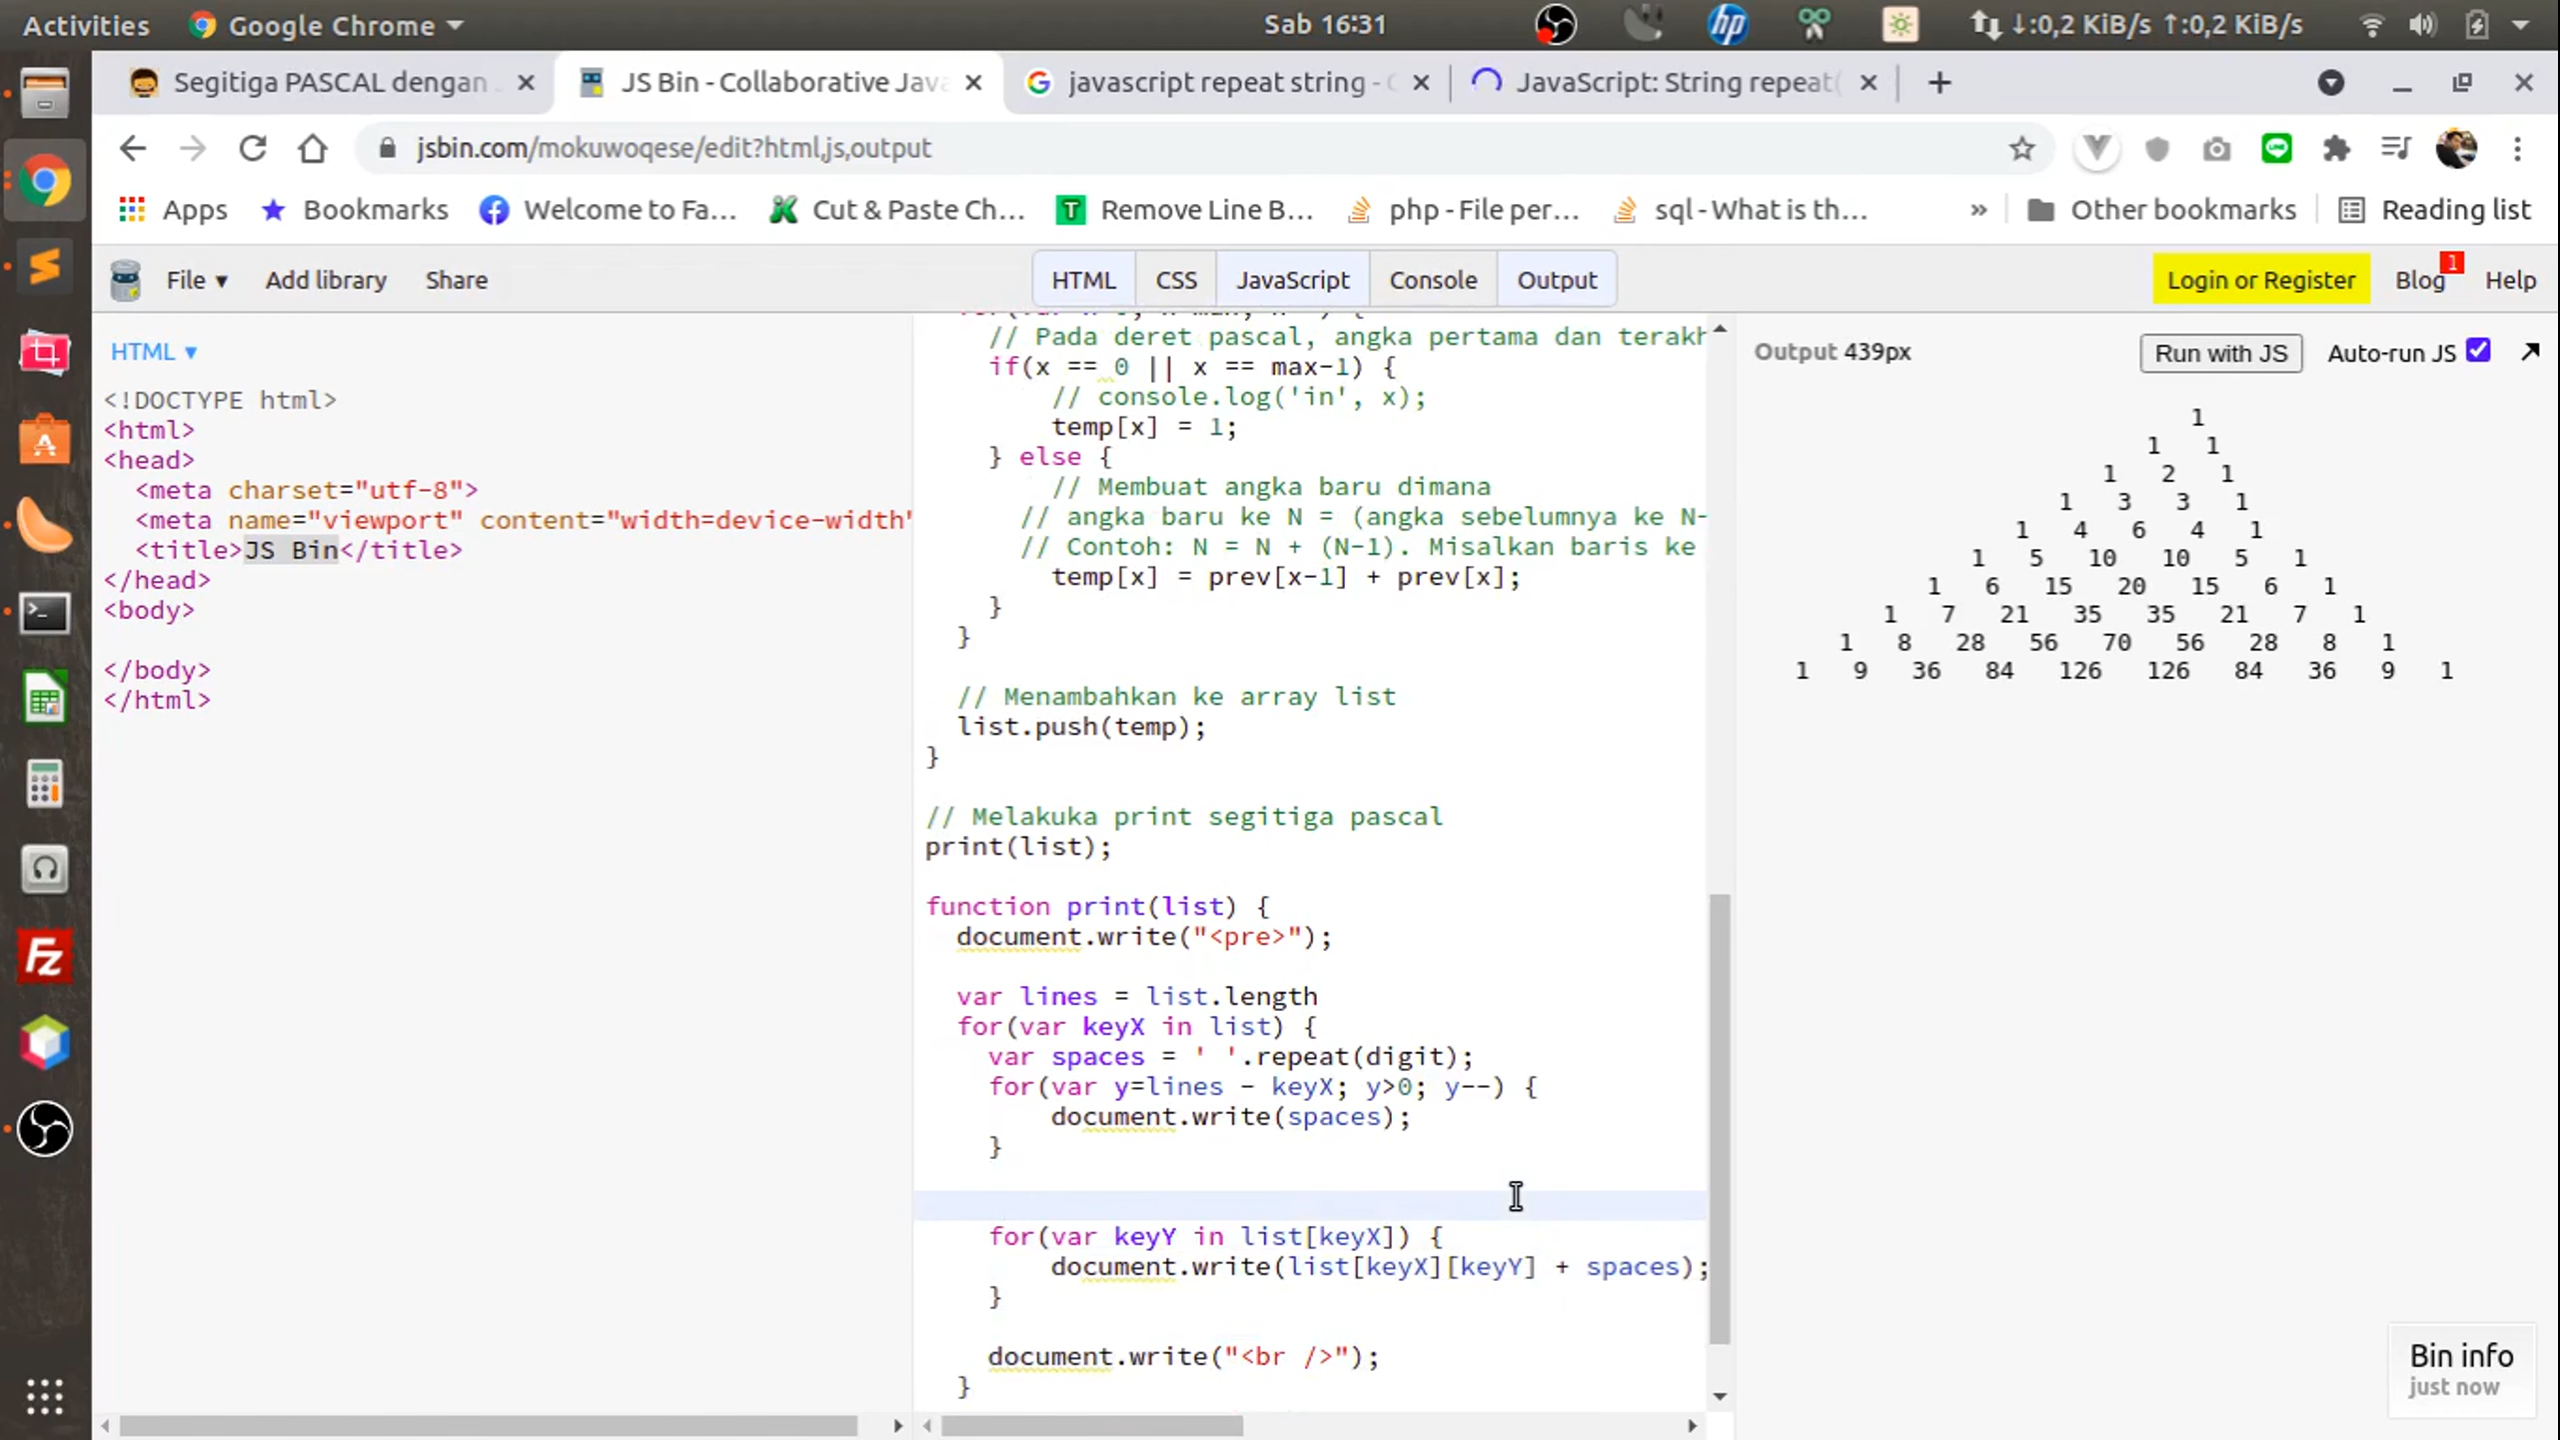 Activities Google Chrome Sab 16:31 ↓:0,2 KiB/s ↑:0,2 KiB/s
Segitiga PASCAL dengan JS Bin - Collaborative Java javascript repeat string - JavaScript: String repeat(
jsbin.com/mokuwoqese/edit?html,js,output
Apps Bookmarks Welcome to Fa... Cut & Paste Ch... Remove Line B... php - File per... sql - What is th... » Other bookmarks Reading list
File Add library Share HTML CSS JavaScript Console Output Login or Register Blog 1 Help
HTML
<!DOCTYPE html>
<html>
<head>
<meta charset="utf-8">
<meta name="viewport" content="width=device-width"
<title>JS Bin</title>
</head>
<body>
</body>
</html>
// Pada deret pascal, angka pertama dan terakh
if(x == 0 || x == max-1) {
// console.log('in', x);
temp[x] = 1;
} else {
// Membuat angka baru dimana
// angka baru ke N = (angka sebelumnya ke N-
// Contoh: N = N + (N-1). Misalkan baris ke
temp[x] = prev[x-1] + prev[x];
}
}
// Menambahkan ke array list
list.push(temp);
}
// Melakuka print segitiga pascal
print(list);
function print(list) {
document.write("<pre>");
var lines = list.length
for(var keyX in list) {
var spaces = ' '.repeat(digit);
for(var y=lines - keyX; y>0; y--) {
document.write(spaces);
}
for(var keyY in list[keyX]) {
document.write(list[keyX][keyY] + spaces);
}
document.write("<br />");
}
Output 439px Run with JS Auto-run JS
1
1 1
1 2 1
1 3 3 1
1 4 6 4 1
1 5 10 10 5 1
1 6 15 20 15 6 1
1 7 21 35 35 21 7 1
1 8 28 56 70 56 28 8 1
1 9 36 84 126 126 84 36 9 1
Bin info
just now